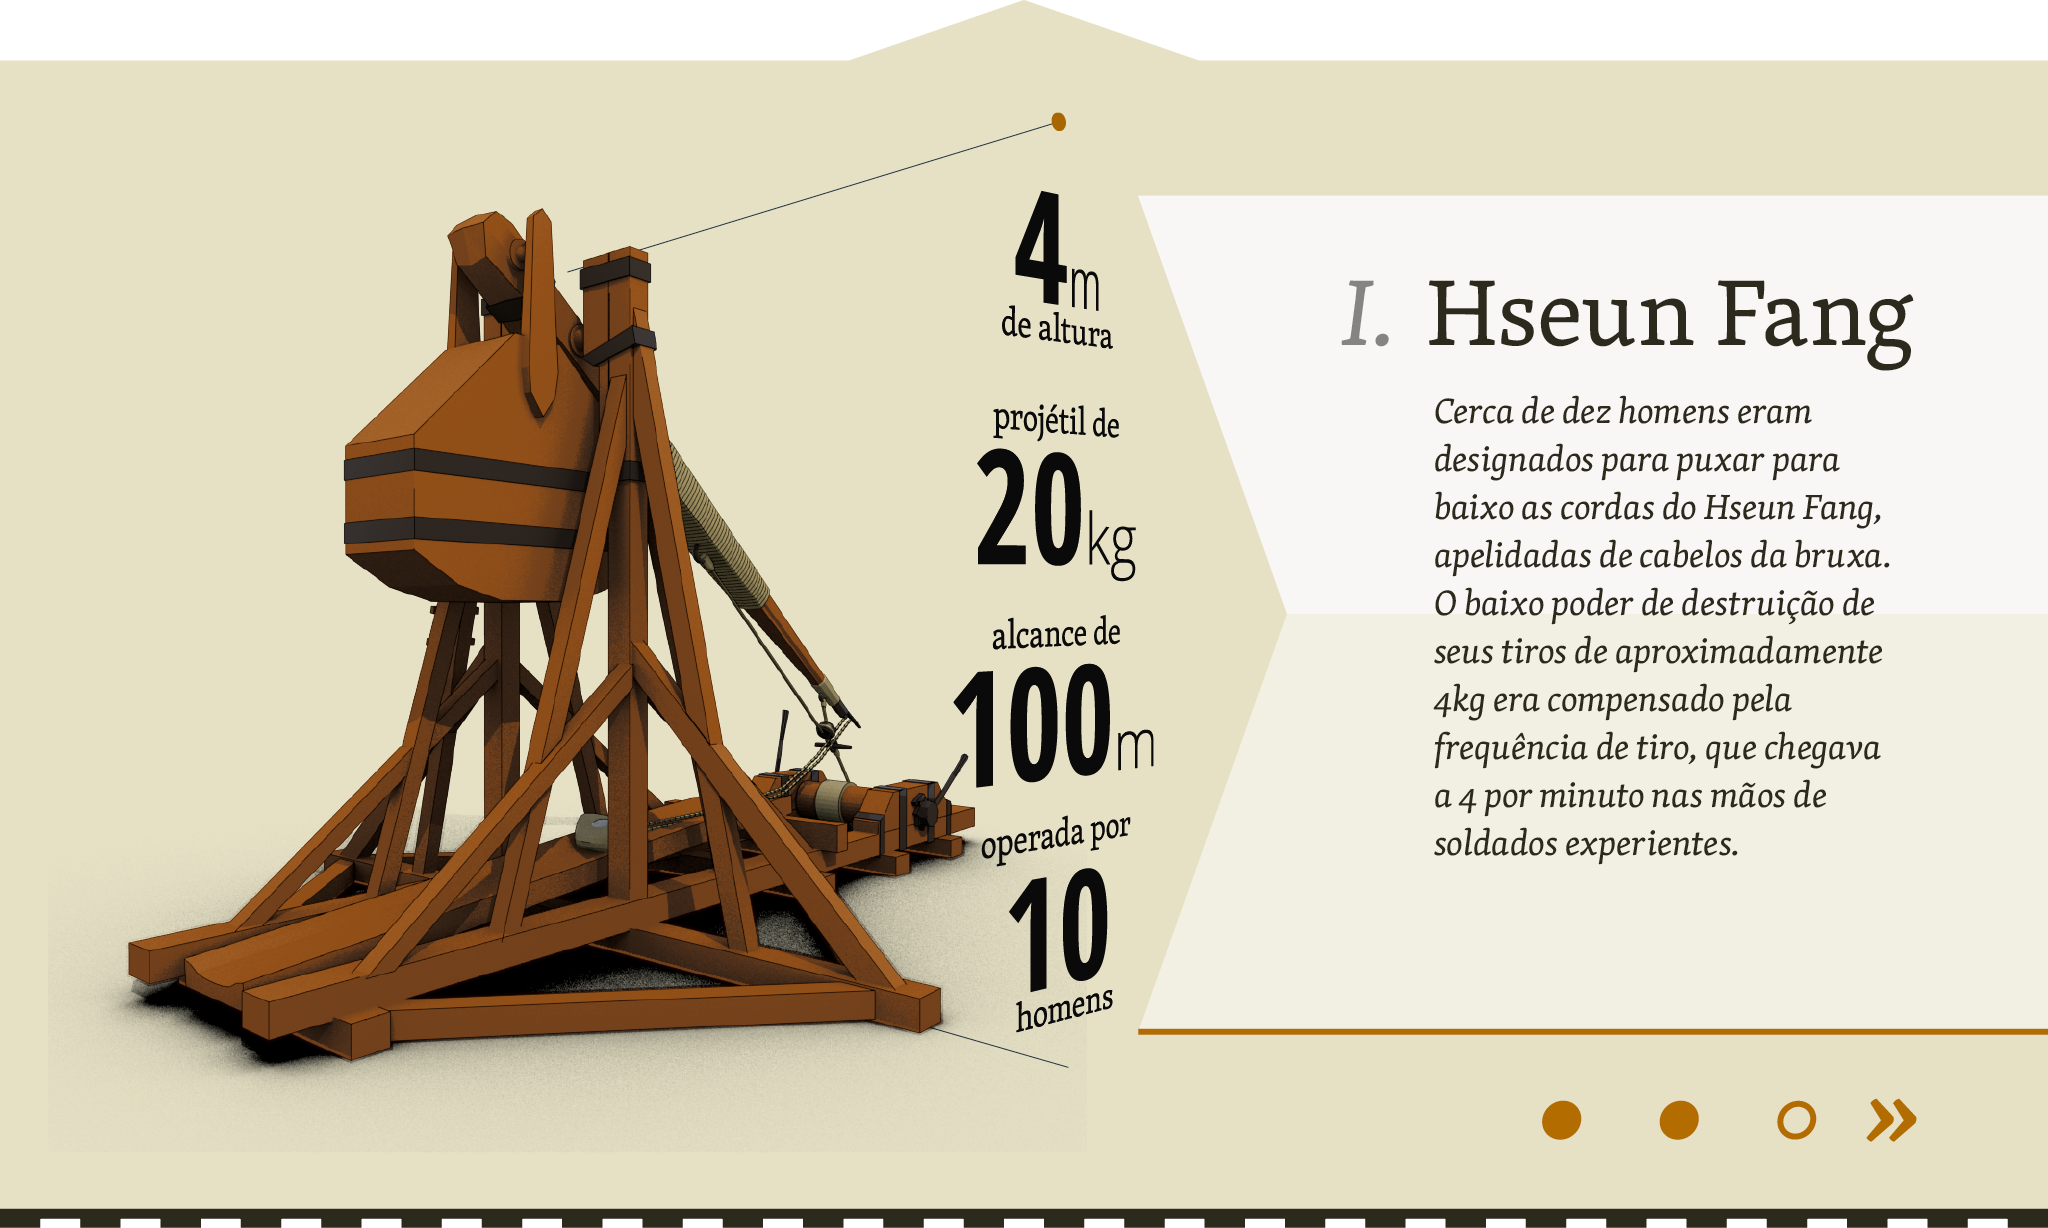 4m
de altura
projétil de
20kg
alcance de
100m
operada por
10
homens
I. Hseun Fang
Cerca de dez homens eram
designados para puxar para
baixo as cordas do Hseun Fang,
apelidadas de cabelos da bruxa.
O baixo poder de destruição de
seus tiros de aproximadamente
4kg era compensado pela
frequência de tiro, que chegava
a 4 por minuto nas mãos de
soldados experientes.
»